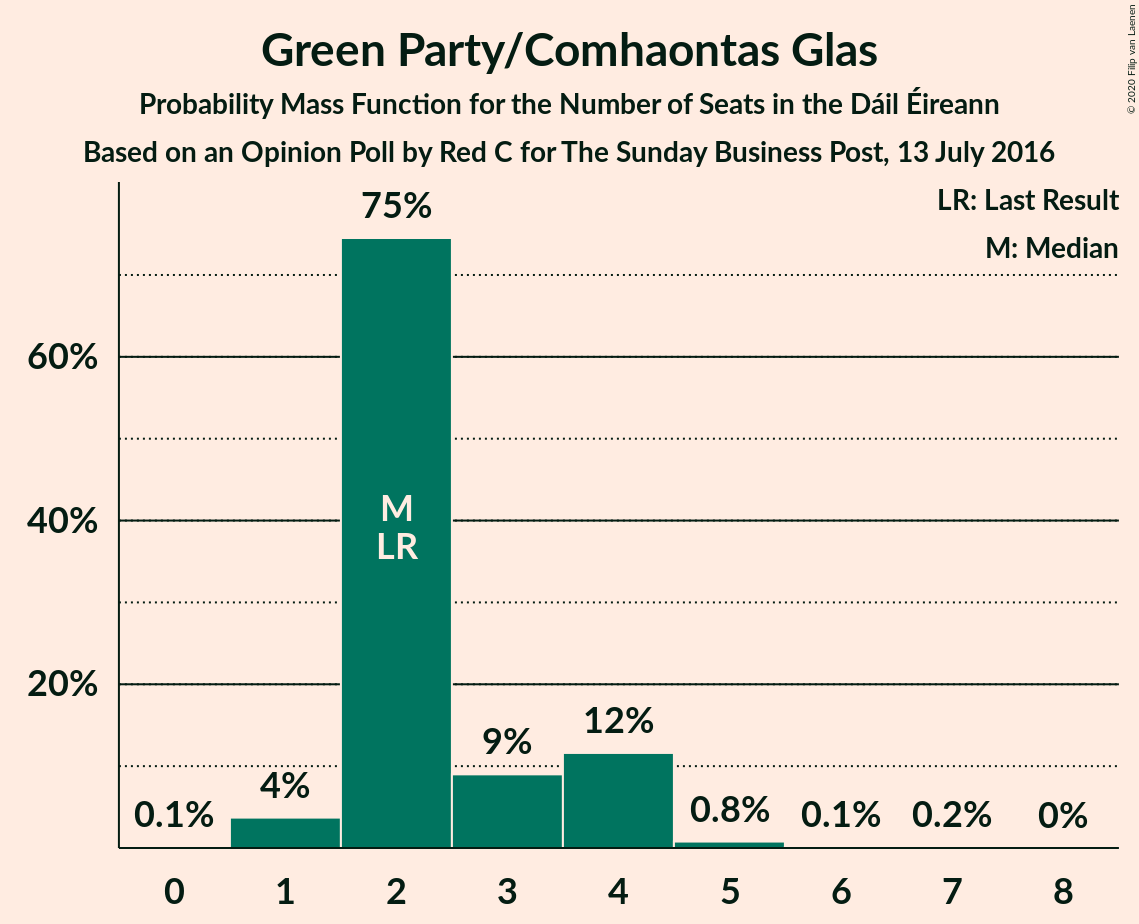 Green Party/Comhaontas Glas
Probability Mass Function for the Number of Seats in the Dáil Éireann
Based on an Opinion Poll by Red C for The Sunday Business Post, 13 July 2016
© 2020 Filip van Laenen
LR: Last Result
M: Median
60%
40%
20%
0.1%
4%
75%
9%
12%
0.8%
0.1%
0.2%
0%
M
LR
0 1 2 3 4 5 6 7 8